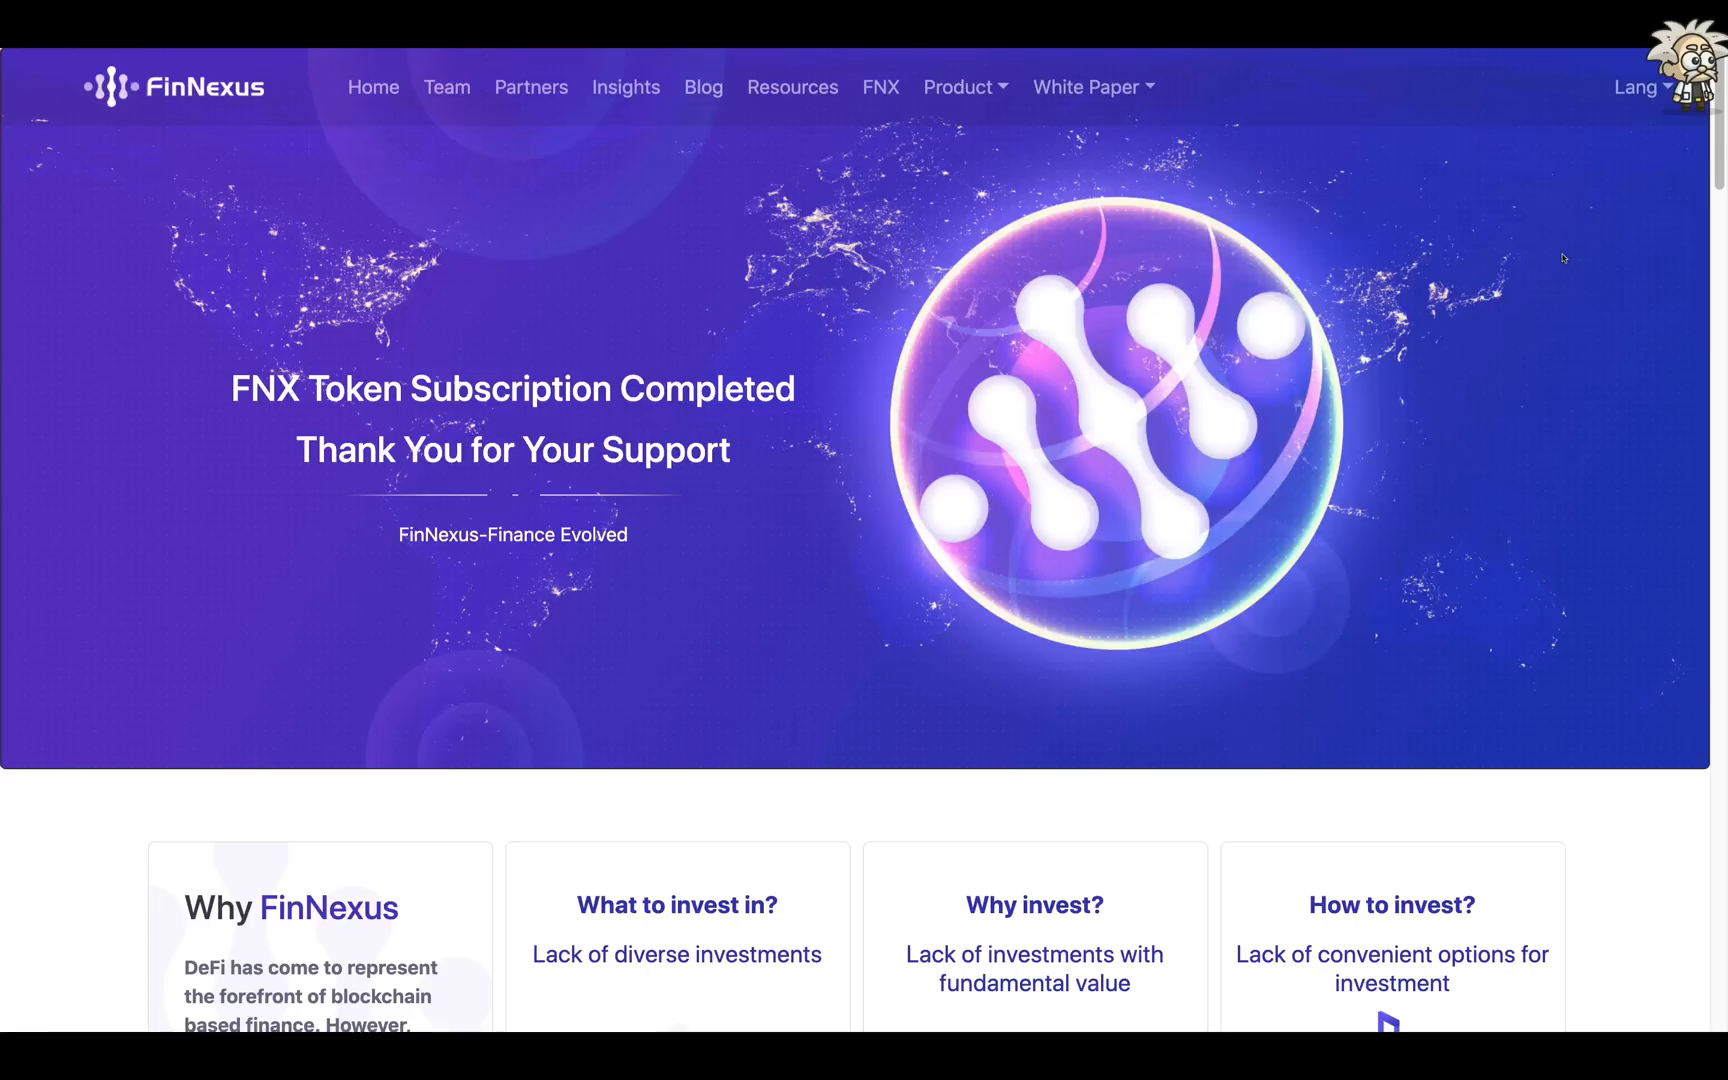 FinNexus
Home Team Partners Insights Blog Resources FNX Product White Paper Lang
FNX Token Subscription Completed
Thank You for Your Support
FinNexus-Finance Evolved
Why FinNexus
DeFi has come to represent
the forefront of blockchain
based finance. However,
What to invest in?
Lack of diverse investments
Why invest?
Lack of investments with
fundamental value
How to invest?
Lack of convenient options for
investment